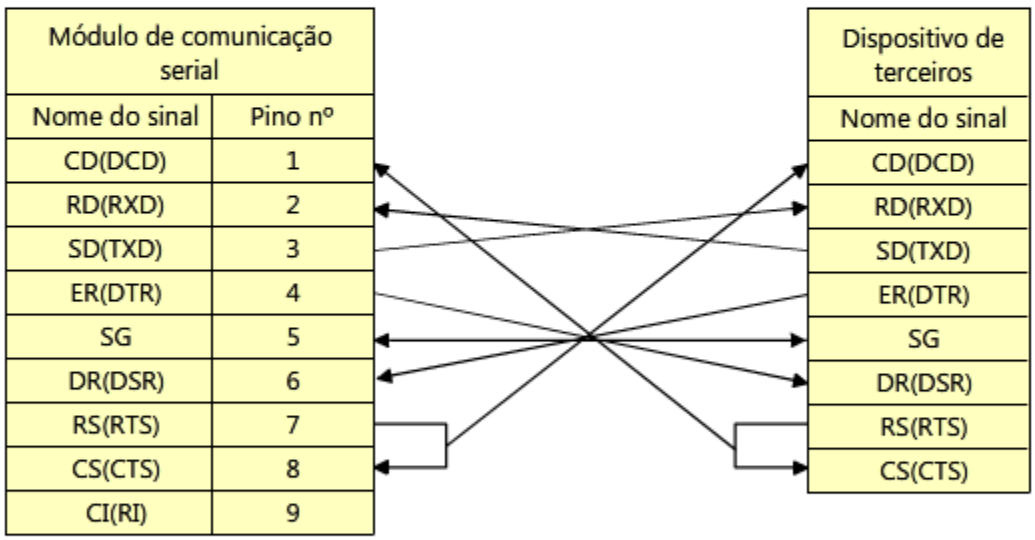 Módulo de comunicação
serial
Nome do sinal Pino nº
CD(DCD) 1
RD(RXD) 2
SD(TXD) 3
ER(DTR) 4
SG 5
DR(DSR) 6
RS(RTS) 7
CS(CTS) 8
CI(RI) 9
Dispositivo de
terceiros
Nome do sinal
CD(DCD)
RD(RXD)
SD(TXD)
ER(DTR)
SG
DR(DSR)
RS(RTS)
CS(CTS)